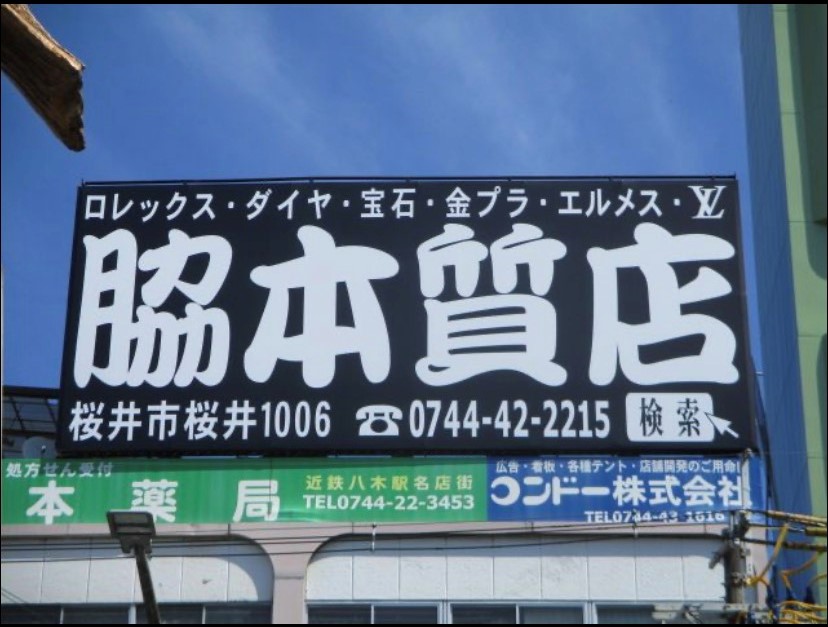 ロレックス・ダイヤ・宝石・金プラ・エルメス・LV
脇本質店
桜井市桜井1006 ☎0744-42-2215 検索
処方せん受付
本薬局
近鉄八木駅名店街
TEL0744-22-3453
広告・看板・各種テント・店舗開発のご用命は
コンドー株式会社
TEL0744-43-1616